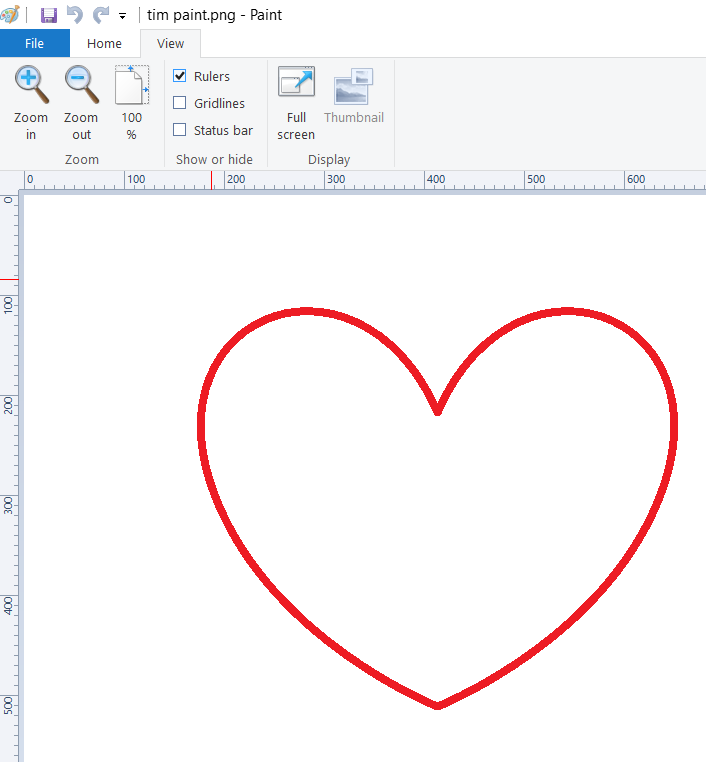 tim paint.png - Paint
File Home View
Zoom in
Zoom out
100 %
Rulers
Gridlines
Status bar
Full screen
Thumbnail
Zoom Show or hide Display
0 100 200 300 400 500 600
0
100
200
300
400
500